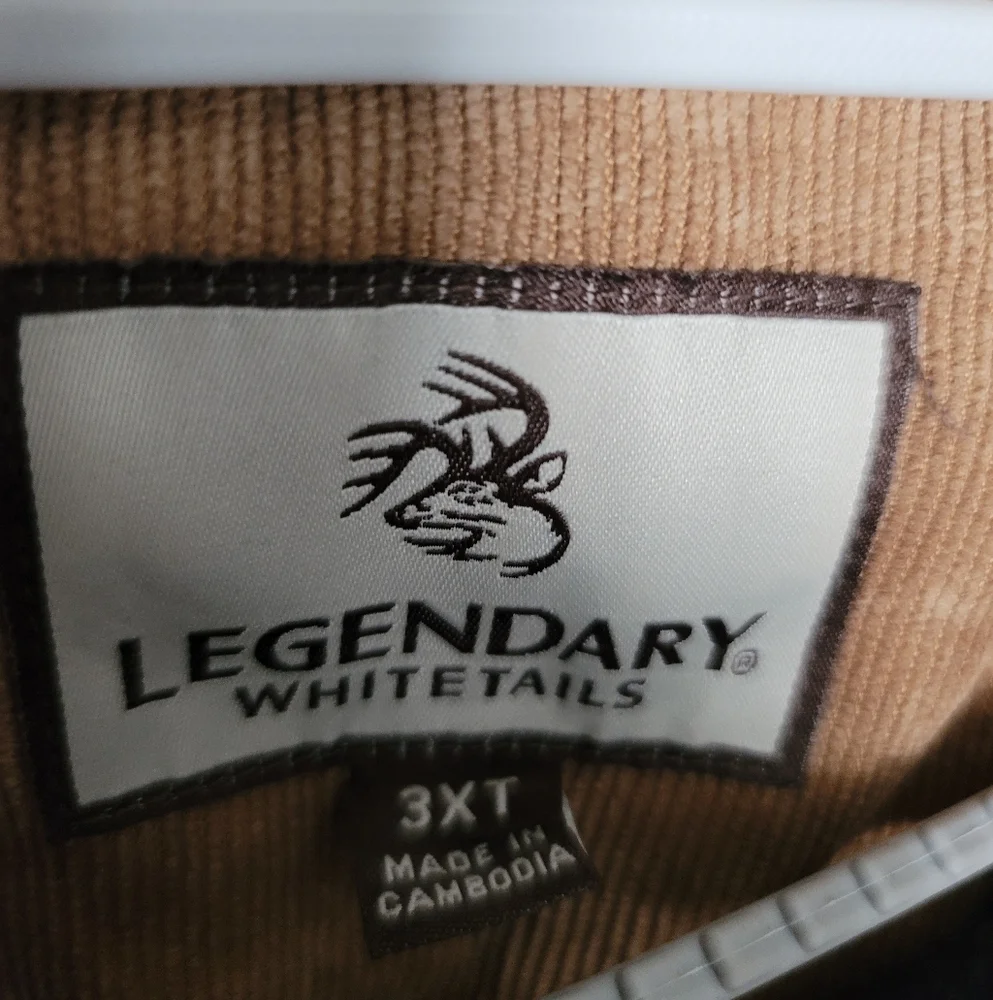 LEGENDARY®
WHITETAILS
3XT
MADE IN
CAMBODIA